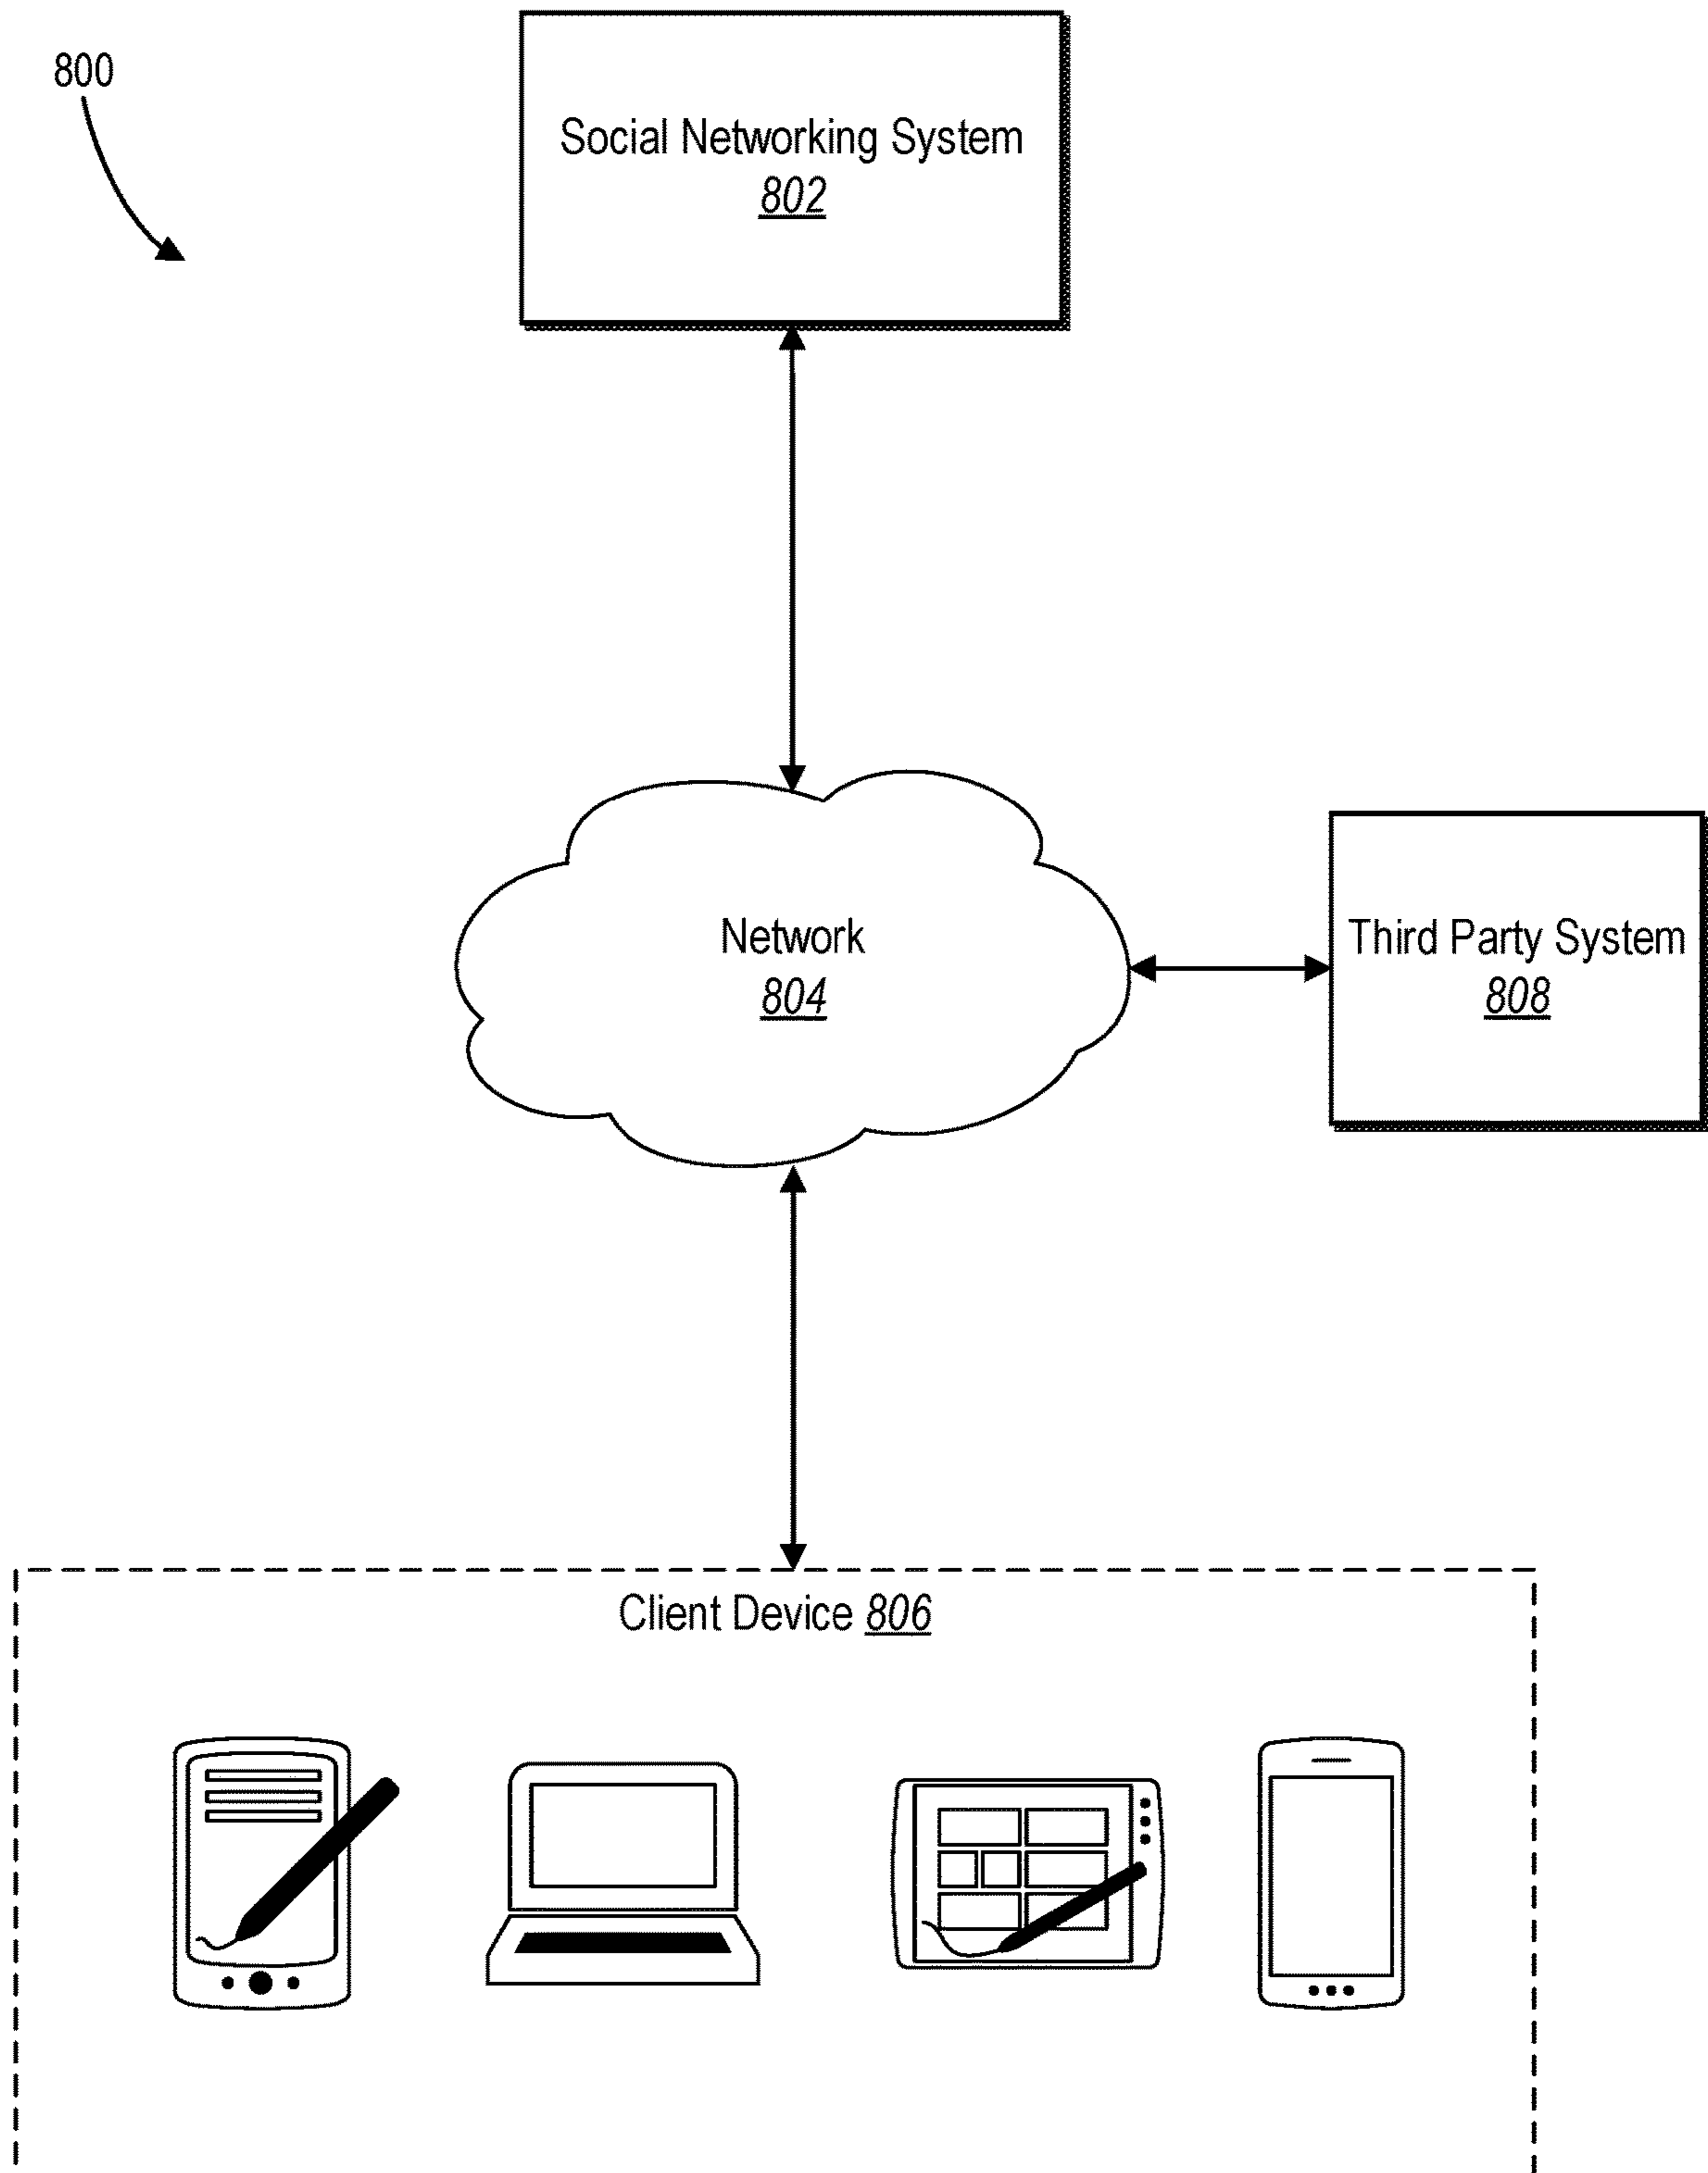 800
Social Networking System
802
Network
804
Third Party System
808
Client Device 806